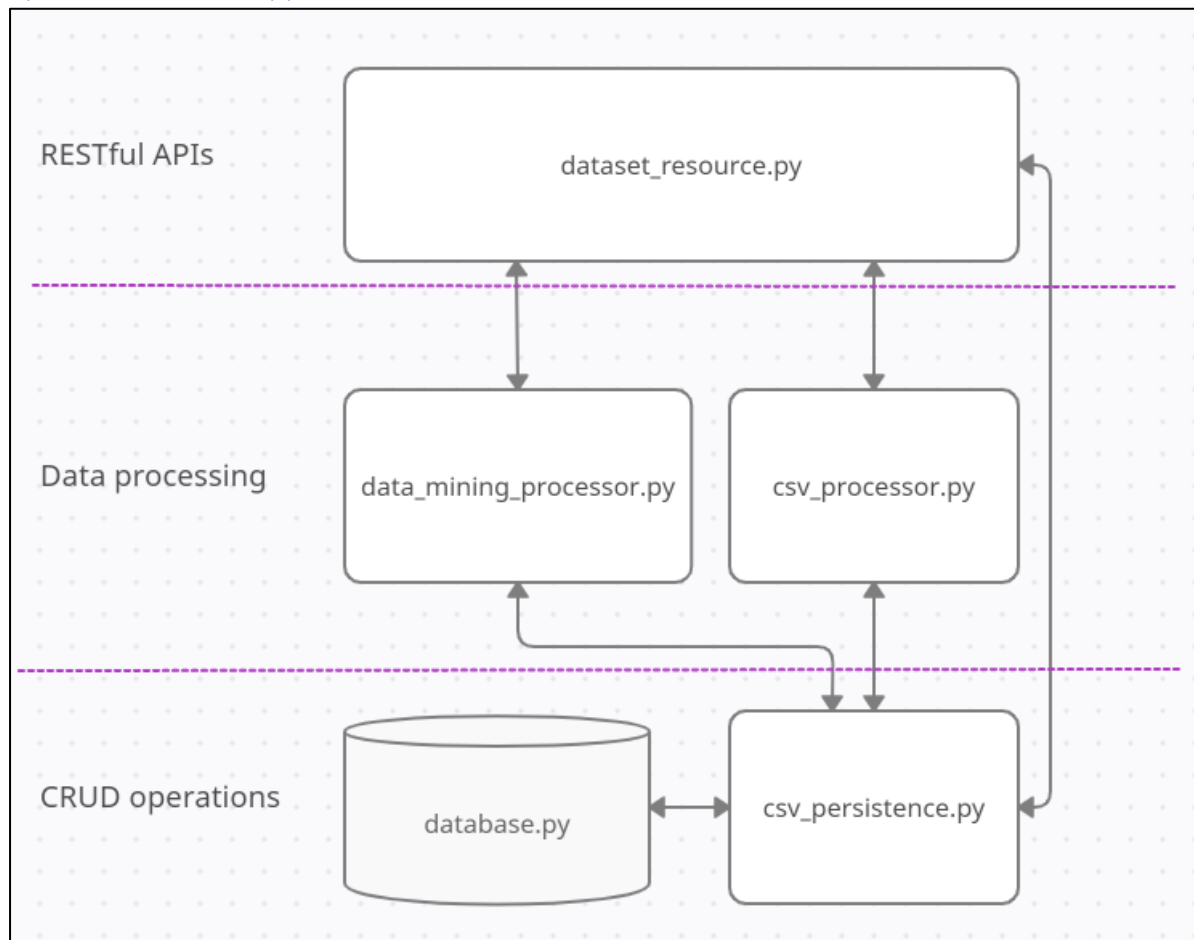 RESTful APIs
dataset_resource.py
Data processing
data_mining_processor.py
csv_processor.py
CRUD operations
database.py
csv_persistence.py